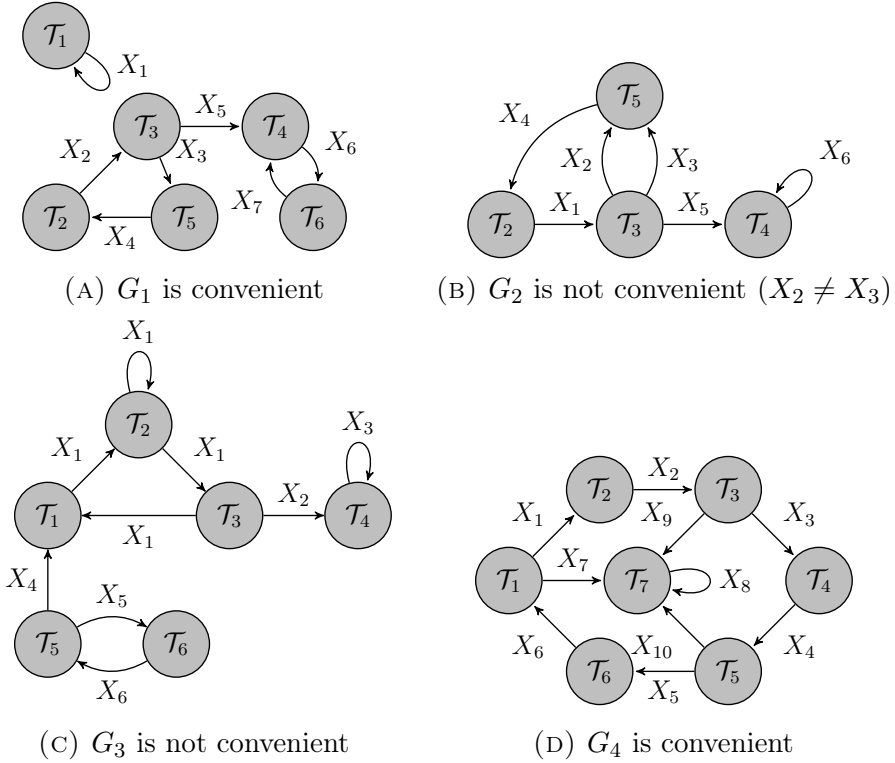 𝒯₁
X₁
𝒯₃
X₅
𝒯₄
X₂
X₃
X₆
𝒯₂
X₄
𝒯₅
X₇
𝒯₆
(A) G₁ is convenient
𝒯₅
X₄
X₂
X₃
X₆
𝒯₂
X₁
𝒯₃
X₅
𝒯₄
(B) G₂ is not convenient (X₂ ≠ X₃)
X₁
𝒯₂
X₁
X₁
X₃
𝒯₁
X₁
𝒯₃
X₂
𝒯₄
X₄
X₅
𝒯₅
𝒯₆
X₆
(C) G₃ is not convenient
𝒯₂
X₂
𝒯₃
X₁
X₉
X₃
𝒯₁
X₇
𝒯₇
X₈
𝒯₄
X₆
X₁₀
X₄
𝒯₆
X₅
𝒯₅
(D) G₄ is convenient